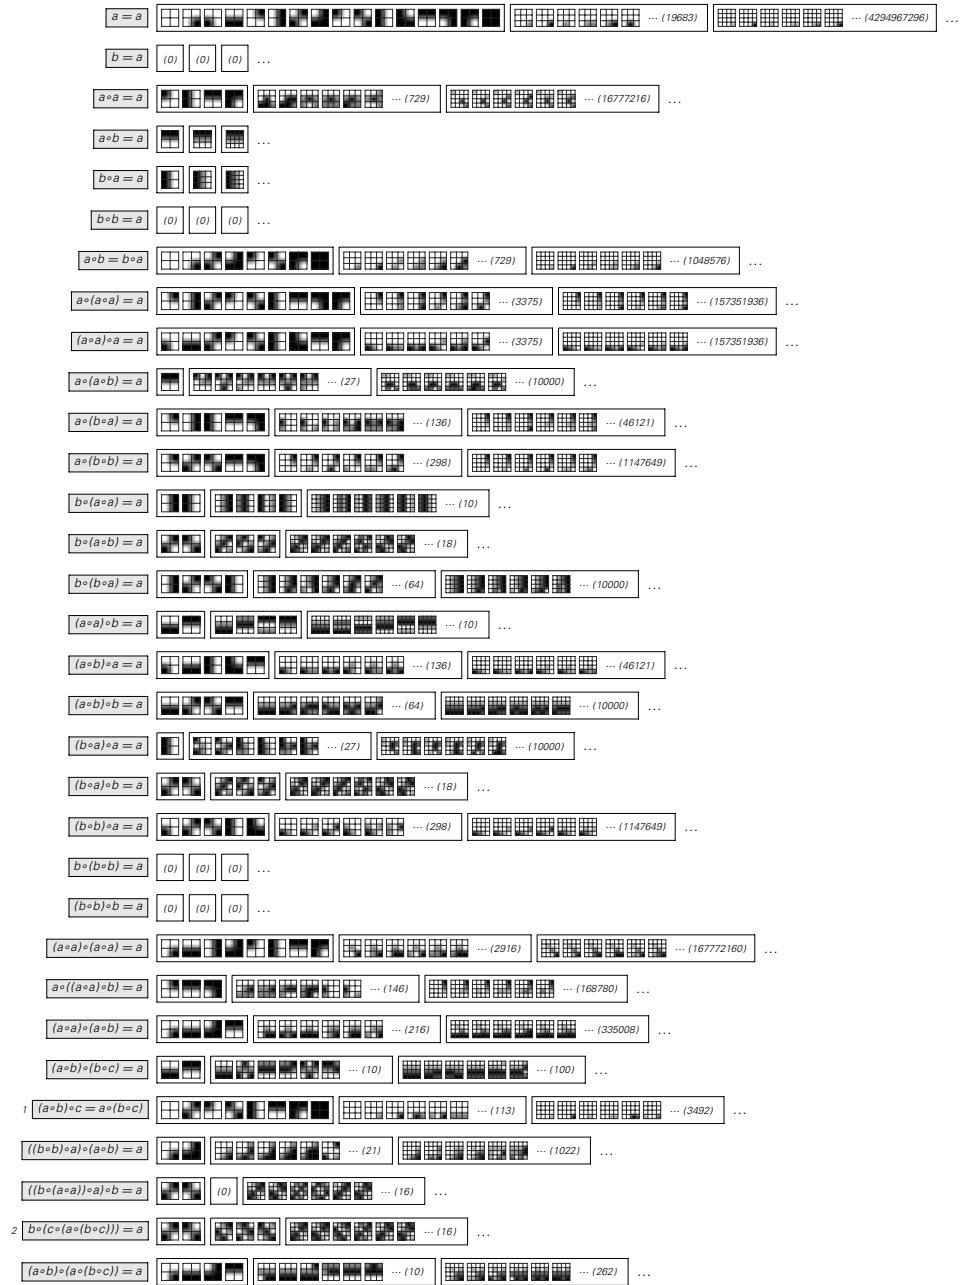 a∘a = a ... (19683) ... (4294967296) ...
b = a (0) (0) (0) ...
a∘a = a ... (729) ... (16777216) ...
a∘b = a ...
b∘a = a ...
b∘b = a (0) (0) (0) ...
a∘b = b∘a ... (729) ... (1048576) ...
a∘(a∘a) = a ... (3375) ... (157351936) ...
(a∘a)∘a = a ... (3375) ... (157351936) ...
a∘(a∘b) = a ... (27) ... (10000) ...
a∘(b∘a) = a ... (136) ... (46121) ...
a∘(b∘b) = a ... (298) ... (1147649) ...
b∘(a∘a) = a ... (10) ...
b∘(a∘b) = a ... (18) ...
b∘(b∘a) = a ... (64) ... (10000) ...
(a∘a)∘b = a ... (10) ...
(a∘b)∘a = a ... (136) ... (46121) ...
(a∘b)∘b = a ... (64) ... (10000) ...
(b∘a)∘a = a ... (27) ... (10000) ...
(b∘a)∘b = a ... (18) ...
(b∘b)∘a = a ... (298) ... (1147649) ...
b∘(b∘b) = a (0) (0) (0) ...
(b∘b)∘b = a (0) (0) (0) ...
(a∘a)∘(a∘a) = a ... (2916) ... (167772160) ...
a∘((a∘a)∘b) = a ... (146) ... (168780) ...
(a∘a)∘(a∘b) = a ... (216) ... (335008) ...
(a∘b)∘(b∘c) = a ... (10) ... (100) ...
1 (a∘b)∘c = a∘(b∘c) ... (113) ... (3492) ...
((b∘b)∘a)∘(a∘b) = a ... (21) ... (1022) ...
((b∘(a∘a))∘a)∘b = a (0) ... (16) ...
2 b∘(c∘(a∘(b∘c))) = a ... (16) ...
(a∘b)∘(a∘(b∘c)) = a ... (10) ... (262) ...